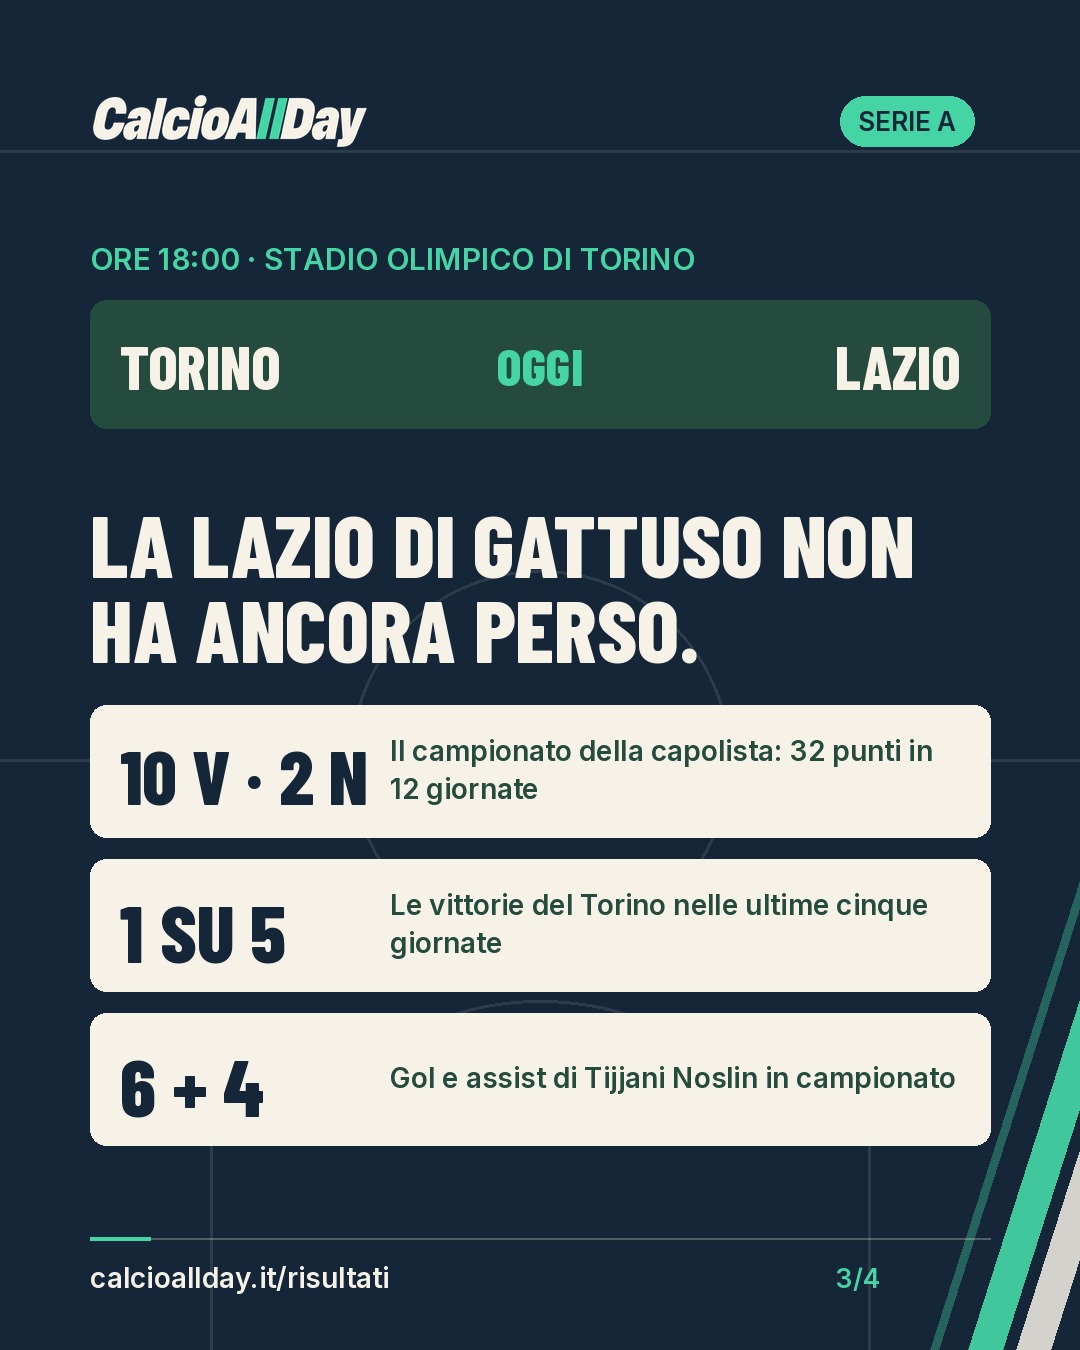 CalcioAllDay
SERIE A
ORE 18:00 · STADIO OLIMPICO DI TORINO
TORINO
OGGI
LAZIO
LA LAZIO DI GATTUSO NON
HA ANCORA PERSO.
10 V · 2 N
Il campionato della capolista: 32 punti in
12 giornate
1 SU 5
Le vittorie del Torino nelle ultime cinque
giornate
6 + 4
Gol e assist di Tijjani Noslin in campionato
calcioallday.it/risultati
3/4